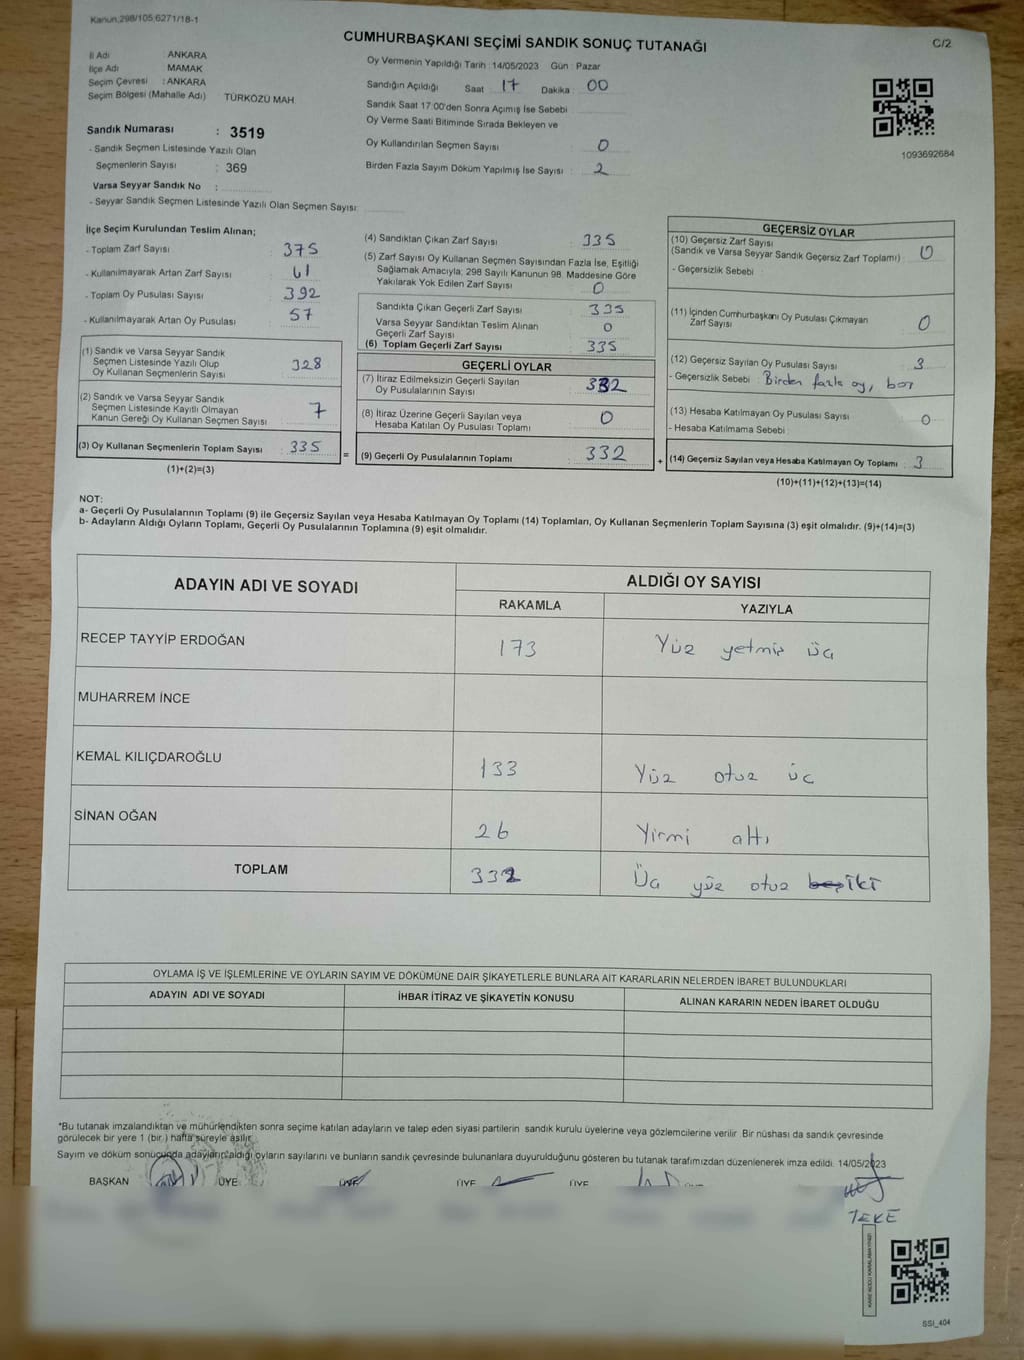 Kanun,298/105;6271/18-1
C/2
CUMHURBAŞKANI SEÇİMİ SANDIK SONUÇ TUTANAĞI
İl Adı : ANKARA
İlçe Adı : MAMAK
Seçim Çevresi : ANKARA
Seçim Bölgesi (Mahalle Adı) TÜRKÖZÜ MAH
Sandık Numarası : 3519
- Sandık Seçmen Listesinde Yazılı Olan
Seçmenlerin Sayısı : 369
Varsa Seyyar Sandık No :
- Seyyar Sandık Seçmen Listesinde Yazılı Olan Seçmen Sayısı:
Oy Vermenin Yapıldığı Tarih : 14/05/2023 Gün : Pazar
Sandığın Açıldığı Saat : 17 Dakika : 00
Sandık Saat 17:00'den Sonra Açımış İse Sebebi
Oy Verme Saati Bitiminde Sırada Bekleyen ve
Oy Kullandırılan Seçmen Sayısı : 0
Birden Fazla Sayım Döküm Yapılmış İse Sayısı : 2
1093692684
İlçe Seçim Kurulundan Teslim Alınan;
- Toplam Zarf Sayısı : 375
- Kullanılmayarak Artan Zarf Sayısı : 41
- Toplam Oy Pusulası Sayısı : 392
- Kullanılmayarak Artan Oy Pusulası : 57
(1) Sandık ve Varsa Seyyar Sandık
Seçmen Listesinde Yazılı Olup
Oy Kullanan Seçmenlerin Sayısı : 328
(2) Sandık ve Varsa Seyyar Sandık
Seçmen Listesinde Kayıtlı Olmayan
Kanun Gereği Oy Kullanan Seçmen Sayısı : 7
(3) Oy Kullanan Seçmenlerin Toplam Sayısı : 335
(1)+(2)=(3)
=
(4) Sandıktan Çıkan Zarf Sayısı : 335
(5) Zarf Sayısı Oy Kullanan Seçmen Sayısından Fazla İse, Eşitliği
Sağlamak Amacıyla; 298 Sayılı Kanunun 98. Maddesine Göre
Yakılarak Yok Edilen Zarf Sayısı : 0
Sandıkta Çıkan Geçerli Zarf Sayısı : 335
Varsa Seyyar Sandıktan Teslim Alınan
Geçerli Zarf Sayısı : 0
(6) Toplam Geçerli Zarf Sayısı : 335
GEÇERLİ OYLAR
(7) İtiraz Edilmeksizin Geçerli Sayılan
Oy Pusulalarının Sayısı : 332
(8) İtiraz Üzerine Geçerli Sayılan veya
Hesaba Katılan Oy Pusulası Toplamı : 0
(9) Geçerli Oy Pusulalarının Toplamı : 332
+
GEÇERSİZ OYLAR
(10) Geçersiz Zarf Sayısı
(Sandık ve Varsa Seyyar Sandık Geçersiz Zarf Toplamı) : 0
- Geçersizlik Sebebi :
(11) İçinden Cumhurbaşkanı Oy Pusulası Çıkmayan
Zarf Sayısı : 0
(12) Geçersiz Sayılan Oy Pusulası Sayısı : 3
- Geçersizlik Sebebi : Birden fazla oy, boş
(13) Hesaba Katılmayan Oy Pusulası Sayısı : 0
- Hesaba Katılmama Sebebi :
(14) Geçersiz Sayılan veya Hesaba Katılmayan Oy Toplamı : 3
(10)+(11)+(12)+(13)=(14)
NOT:
a- Geçerli Oy Pusulalarının Toplamı (9) ile Geçersiz Sayılan veya Hesaba Katılmayan Oy Toplamı (14) Toplamları, Oy Kullanan Seçmenlerin Toplam Sayısına (3) eşit olmalıdır. (9)+(14)=(3)
b- Adayların Aldığı Oyların Toplamı, Geçerli Oy Pusulalarının Toplamına (9) eşit olmalıdır.
ADAYIN ADI VE SOYADI
ALDIĞI OY SAYISI
RAKAMLA YAZIYLA
RECEP TAYYİP ERDOĞAN 173 Yüz yetmiş üç
MUHARREM İNCE
KEMAL KILIÇDAROĞLU 133 Yüz otuz üç
SİNAN OĞAN 26 Yirmi altı
TOPLAM 332 Üç yüz otuz beş iki
OYLAMA İŞ VE İŞLEMLERİNE VE OYLARIN SAYIM VE DÖKÜMÜNE DAİR ŞİKAYETLERLE BUNLARA AİT KARARLARIN NELERDEN İBARET BULUNDUKLARI
ADAYIN ADI VE SOYADI İHBAR İTİRAZ VE ŞİKAYETİN KONUSU ALINAN KARARIN NEDEN İBARET OLDUĞU
*Bu tutanak imzalandıktan ve mühürlendikten sonra seçime katılan adayların ve talep eden siyasi partilerin sandık kurulu üyelerine veya gözlemcilerine verilir. Bir nüshası da sandık çevresinde
görülecek bir yere 1 (bir ) hafta süreyle asılır.
Sayım ve döküm sonucunda adayların aldığı oyların sayılarını ve bunların sandık çevresinde bulunanlara duyurulduğunu gösteren bu tutanak tarafımızdan düzenlenerek imza edildi. 14/05/2023
BAŞKAN ÜYE ÜYE ÜYE ÜYE
TEKE
SSI_404